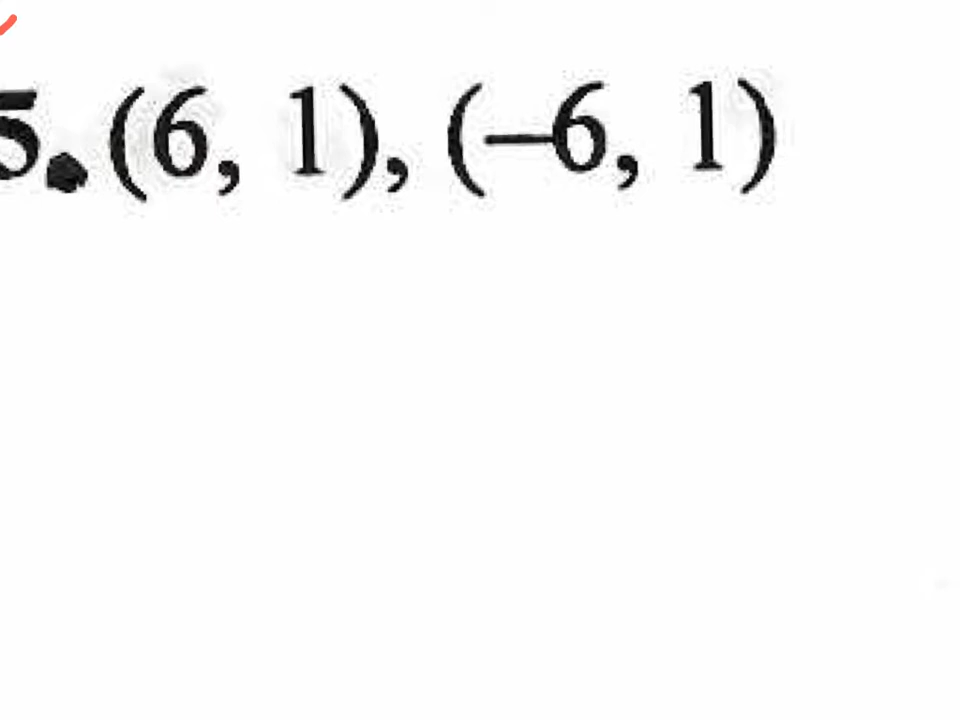 5. (6, 1), (–6, 1)